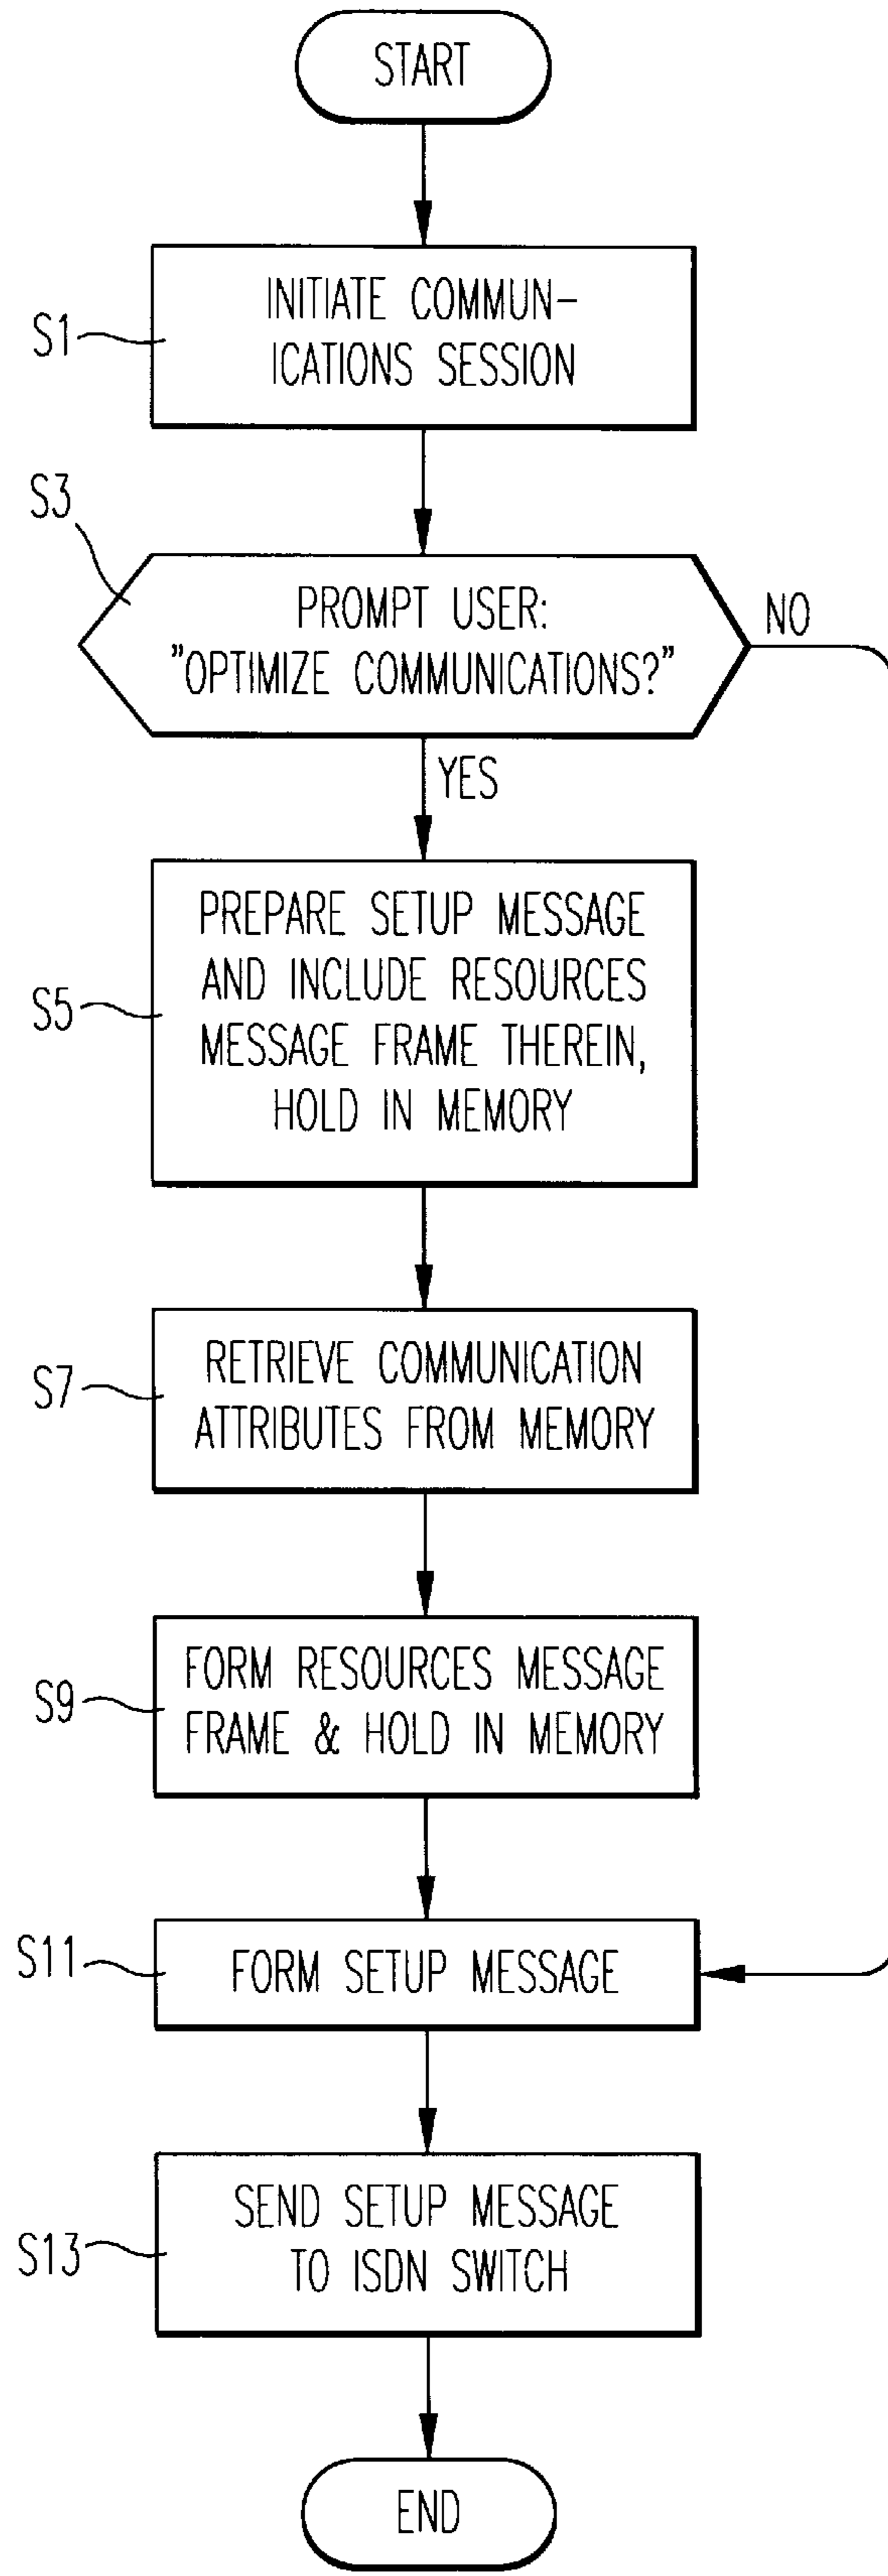 START
INITIATE COMMUN-
ICATIONS SESSION
S1
S3
PROMPT USER:
"OPTIMIZE COMMUNICATIONS?"
NO
YES
PREPARE SETUP MESSAGE
AND INCLUDE RESOURCES
MESSAGE FRAME THEREIN,
HOLD IN MEMORY
S5
RETRIEVE COMMUNICATION
ATTRIBUTES FROM MEMORY
S7
FORM RESOURCES MESSAGE
FRAME & HOLD IN MEMORY
S9
S11
FORM SETUP MESSAGE
SEND SETUP MESSAGE
TO ISDN SWITCH
S13
END